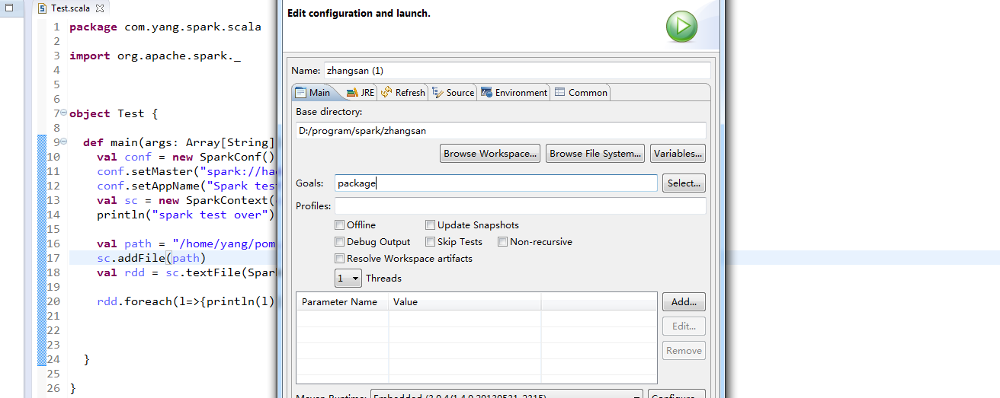 Test.scala
1 package com.yang.spark.scala
2
3 import org.apache.spark._
4
5
6
7 object Test {
8
9 def main(args: Array[String]
10 val conf = new SparkConf()
11 conf.setMaster("spark://ha
12 conf.setAppName("Spark tes
13 val sc = new SparkContext(
14 println("spark test over")
15
16 val path = "/home/yang/pom
17 sc.addFile(path)
18 val rdd = sc.textFile(Spar
19
20 rdd.foreach(l=>{println(l)
21
22
23
24 }
25
26 }
Edit configuration and launch.
Name: zhangsan (1)
Main JRE Refresh Source Environment Common
Base directory:
D:/program/spark/zhangsan
Browse Workspace... Browse File System... Variables...
Goals: package Select...
Profiles:
Offline Update Snapshots
Debug Output Skip Tests Non-recursive
Resolve Workspace artifacts
1 Threads
Parameter Name Value Add...
Edit...
Remove
Maven Runtime: Embedded (3.0.4/1.4.0.20130531-2315) Configure...